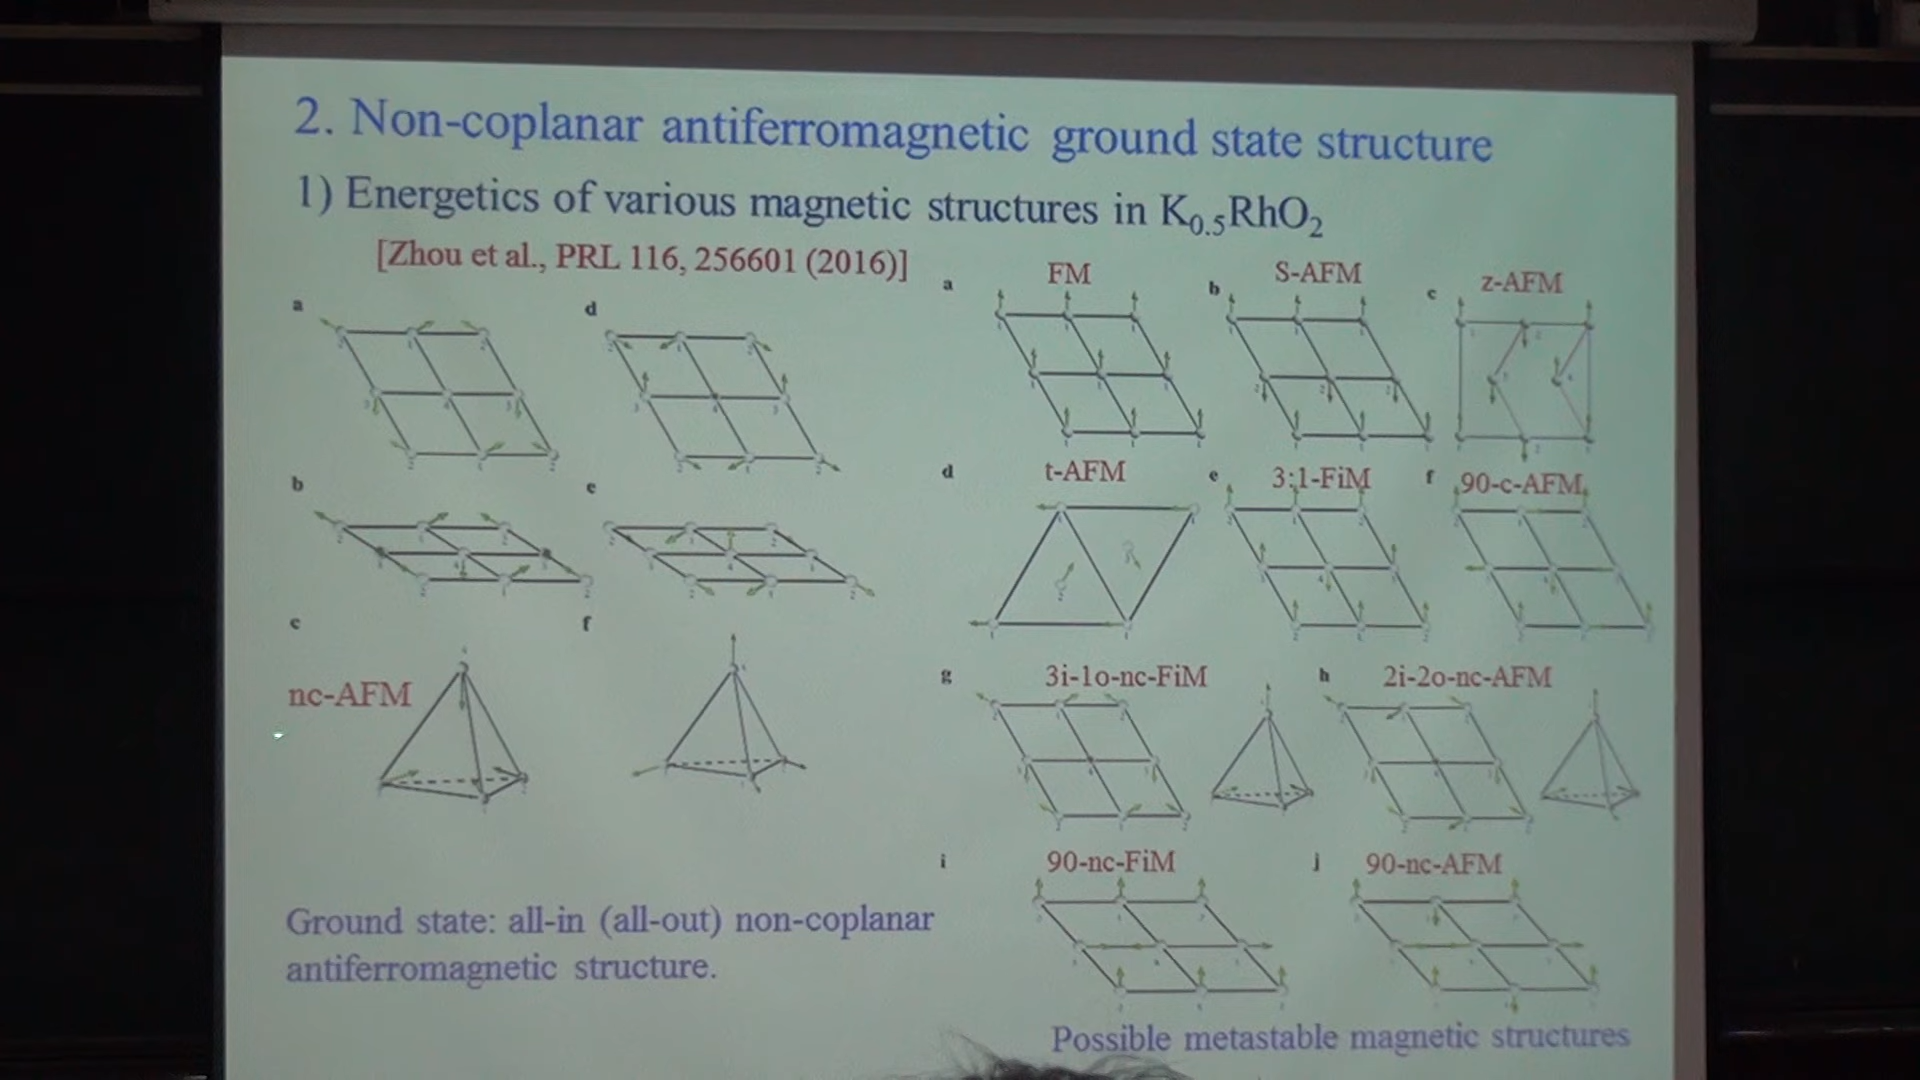 2. Non-coplanar antiferromagnetic ground state structure
1) Energetics of various magnetic structures in K0.5RhO2
[Zhou et al., PRL 116, 256601 (2016)]
a
d
b
e
c
f
nc-AFM
Ground state: all-in (all-out) non-coplanar
antiferromagnetic structure.
a FM b S-AFM c z-AFM
d t-AFM e 3:1-FiM f 90-c-AFM
g 3i-1o-nc-FiM h 2i-2o-nc-AFM
i 90-nc-FiM j 90-nc-AFM
Possible metastable magnetic structures